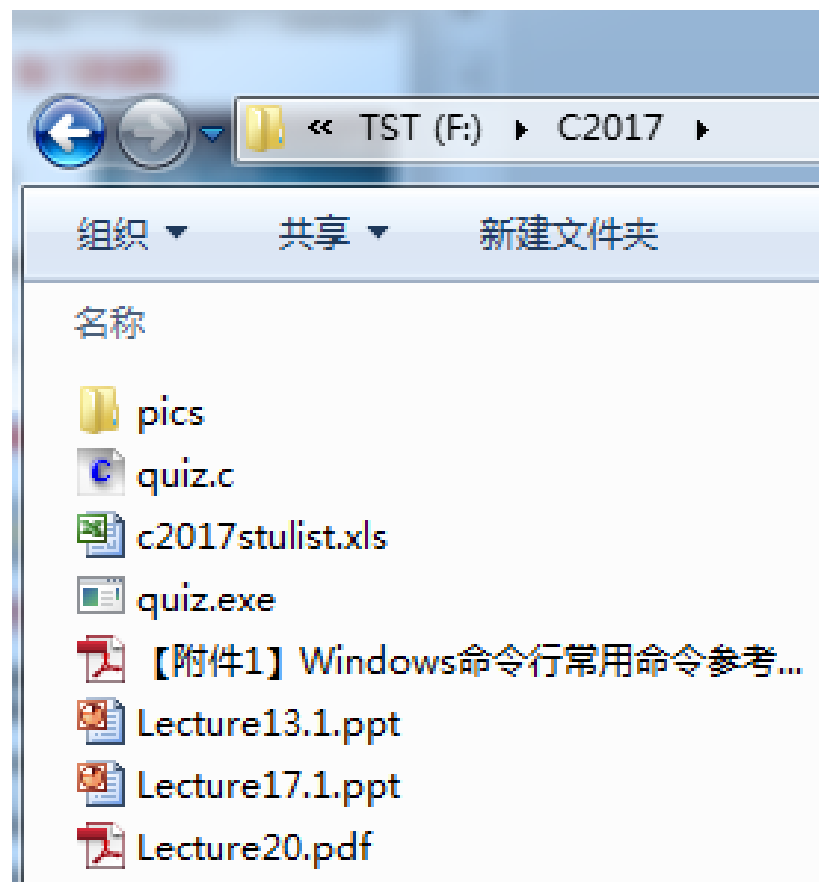 « TST (F:) ▸ C2017 ▸
组织 ▼ 共享 ▼ 新建文件夹
名称
pics
quiz.c
c2017stulist.xls
quiz.exe
【附件1】Windows命令行常用命令参考...
Lecture13.1.ppt
Lecture17.1.ppt
Lecture20.pdf